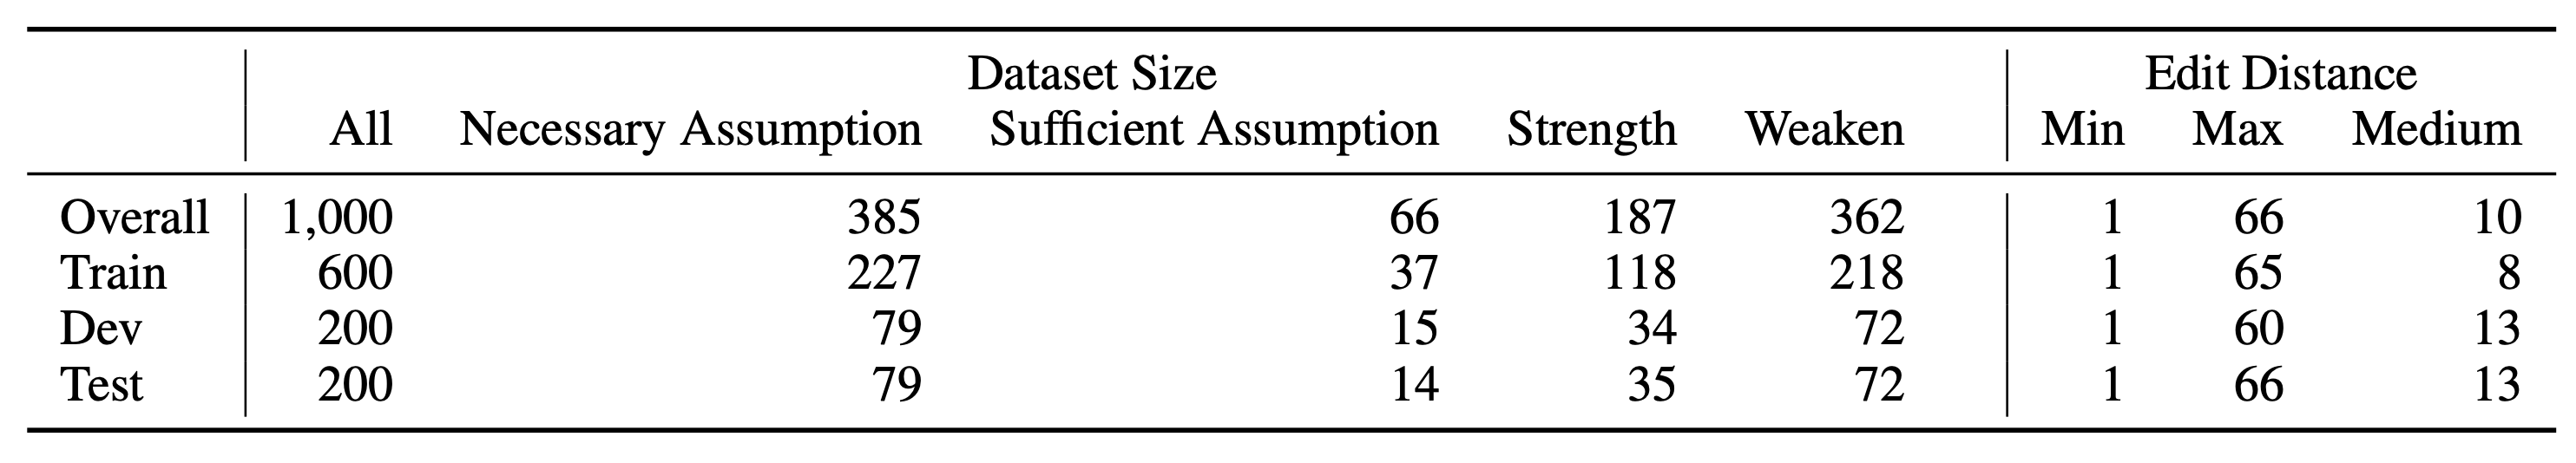 Dataset Size Edit Distance
All Necessary Assumption Sufficient Assumption Strength Weaken Min Max Medium
Overall 1,000 385 66 187 362 1 66 10
Train 600 227 37 118 218 1 65 8
Dev 200 79 15 34 72 1 60 13
Test 200 79 14 35 72 1 66 13